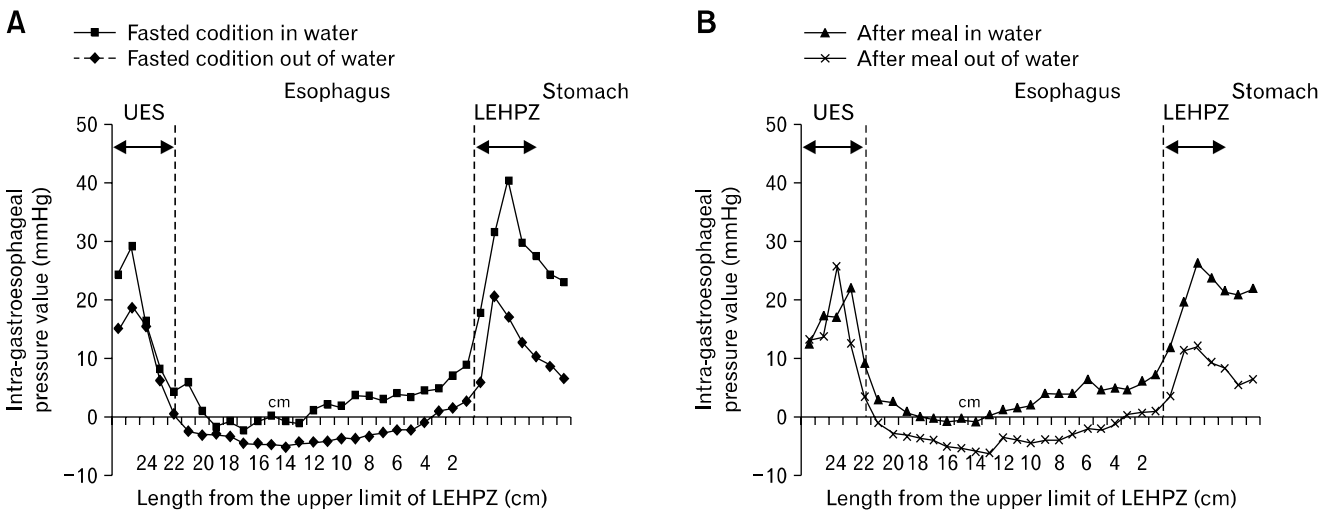 A
Fasted codition in water
Fasted codition out of water
UES
Esophagus
LEHPZ
Stomach
Intra-gastroesophageal
pressure value (mmHg)
50
40
30
20
10
0
−10
cm
24 22 20 18 16 14 12 10 8 6 4 2
Length from the upper limit of LEHPZ (cm)
B
After meal in water
After meal out of water
UES
Esophagus
LEHPZ
Stomach
Intra-gastroesophageal
pressure value (mmHg)
50
40
30
20
10
0
−10
cm
24 22 20 18 16 14 12 10 8 6 4 2
Length from the upper limit of LEHPZ (cm)